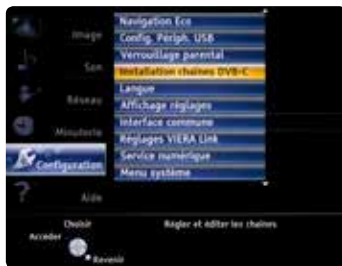 Navigation Eco
Config. Périph. USB
Verrouillage parental
Installation chaînes DVB-C
Langue
Affichage réglages
Interface commune
Réglages VIERA Link
Service numérique
Menu système
Image
Son
Réseau
Minuterie
Configuration
Aide
Choisir
Accéder
Revenir
Régler et éditer les chaînes